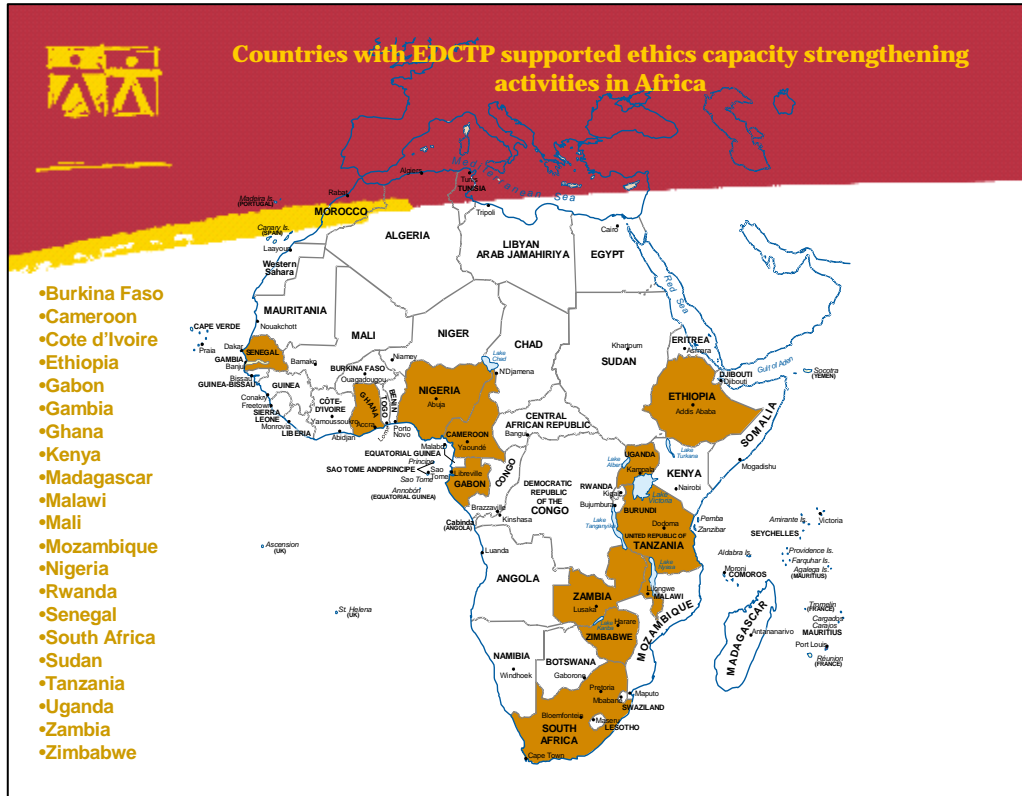 Countries with EDCTP supported ethics capacity strengthening
activities in Africa
•Burkina Faso
•Cameroon
•Cote d'Ivoire
•Ethiopia
•Gabon
•Gambia
•Ghana
•Kenya
•Madagascar
•Malawi
•Mali
•Mozambique
•Nigeria
•Rwanda
•Senegal
•South Africa
•Sudan
•Tanzania
•Uganda
•Zambia
•Zimbabwe
Mediterranean Sea
Algiers
Tunis
TUNISIA
Rabat
Madeira Is.
(PORTUGAL)
MOROCCO
Tripoli
Canary Is.
(SPAIN)
Laayoun
Cairo
ALGERIA
LIBYAN
ARAB JAMAHIRIYA
EGYPT
Western
Sahara
Red Sea
MAURITANIA
Nouakchott
MALI
NIGER
CHAD
SUDAN
Khartoum
ERITREA
Asmara
CAPE VERDE
Praia
Dakar
SENEGAL
GAMBIA
Banjul
Bissau
GUINEA-BISSAU
Bamako
Niamey
BURKINA FASO
Ouagadougou
Lake
Chad
N'Djamena
DJIBOUTI
Djibouti
Gulf of Aden
Socotra
(YEMEN)
GUINEA
Conakry
Freetown
SIERRA
LEONE
Monrovia
LIBERIA
CÔTE-
D'IVOIRE
Yamoussoukro
Abidjan
GHANA
Accra
TOGO
Lome
BENIN
Porto
Novo
NIGERIA
Abuja
ETHIOPIA
Addis Ababa
SOMALIA
Mogadishu
CENTRAL
AFRICAN REPUBLIC
Bangui
CAMEROON
Yaoundé
Malabo
EQUATORIAL GUINEA
Principe
SAO TOME ANDPRINCIPE
Sao
Tome
Sao Tome
Annobón
(EQUATORIAL GUINEA)
Libreville
GABON
CONGO
Brazzaville
Kinshasa
Cabinda
(ANGOLA)
DEMOCRATIC
REPUBLIC
OF THE
CONGO
Lake
Albert
UGANDA
Kampala
Lake
Turkana
KENYA
Nairobi
RWANDA
Kigali
Bujumbura
BURUNDI
Lake
Victoria
Lake
Tanganyika
Dodoma
UNITED REPUBLIC OF
TANZANIA
Pemba
Zanzibar
Amirante Is.
Victoria
SEYCHELLES
Aldabra Is.
Providence Is.
Farquhar Is.
Agalega Is.
(MAURITIUS)
Moroni
COMOROS
Ascension
(UK)
Luanda
ANGOLA
St. Helena
(UK)
ZAMBIA
Lusaka
Lake
Nyasa
Lilongwe
MALAWI
MOZAMBIQUE
Lake
Kariba
Harare
ZIMBABWE
MADAGASCAR
Antananarivo
Tromelin
(FRANCE)
Cargados
Carajos
MAURITIUS
Port Louis
Réunion
(FRANCE)
NAMIBIA
Windhoek
BOTSWANA
Gaborone
Pretoria
Maputo
Mbabane
SWAZILAND
Bloemfontein
Maseru
LESOTHO
SOUTH
AFRICA
Cape Town